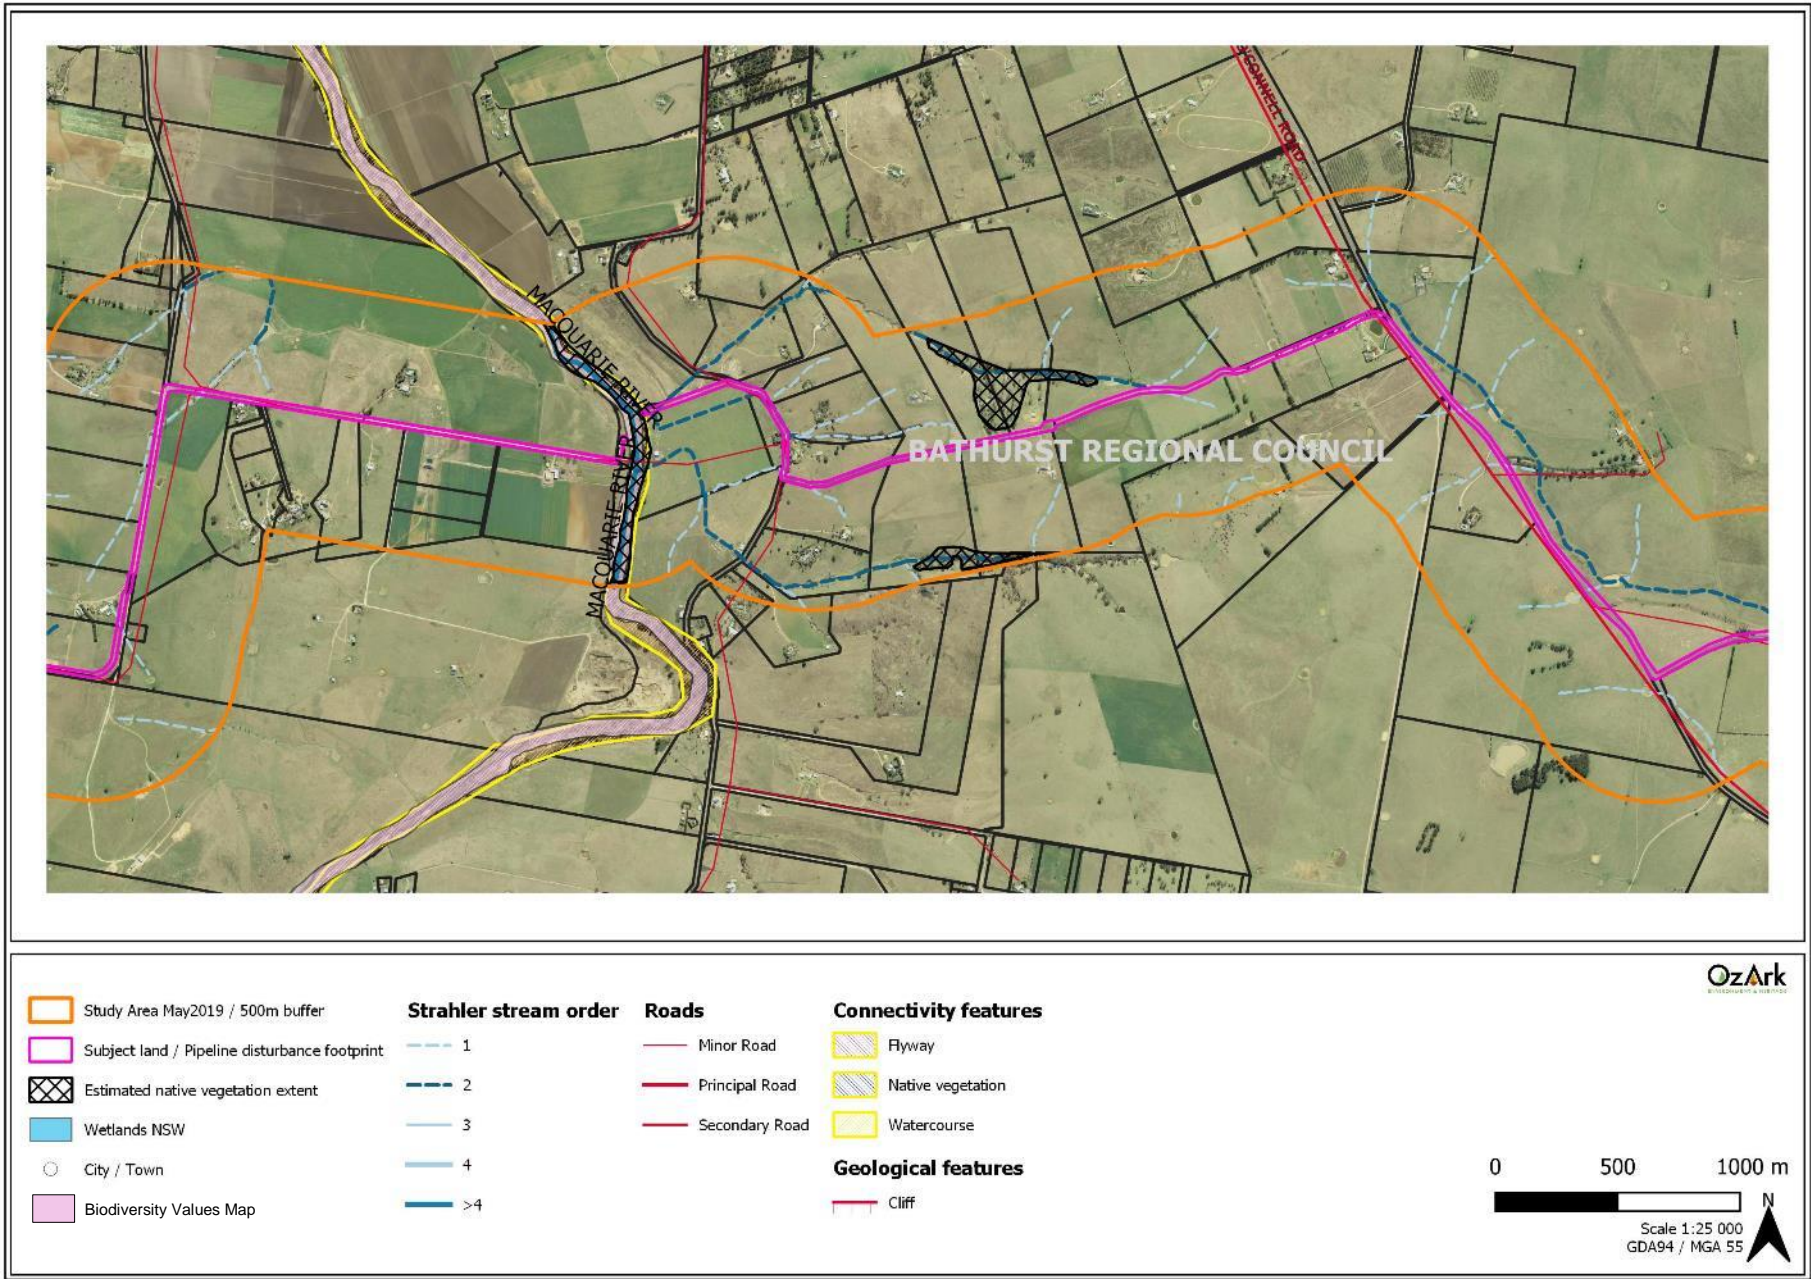 O'CONNELL ROAD
MACQUARIE RIVER
MACQUARIE RIVER
BATHURST REGIONAL COUNCIL
OzArk
Study Area May2019 / 500m buffer
Subject land / Pipeline disturbance footprint
Estimated native vegetation extent
Wetlands NSW
City / Town
Biodiversity Values Map
Strahler stream order
1
2
3
4
>4
Roads
Minor Road
Principal Road
Secondary Road
Connectivity features
Flyway
Native vegetation
Watercourse
Geological features
Cliff
0 500 1000 m
N
Scale 1:25 000
GDA94 / MGA 55